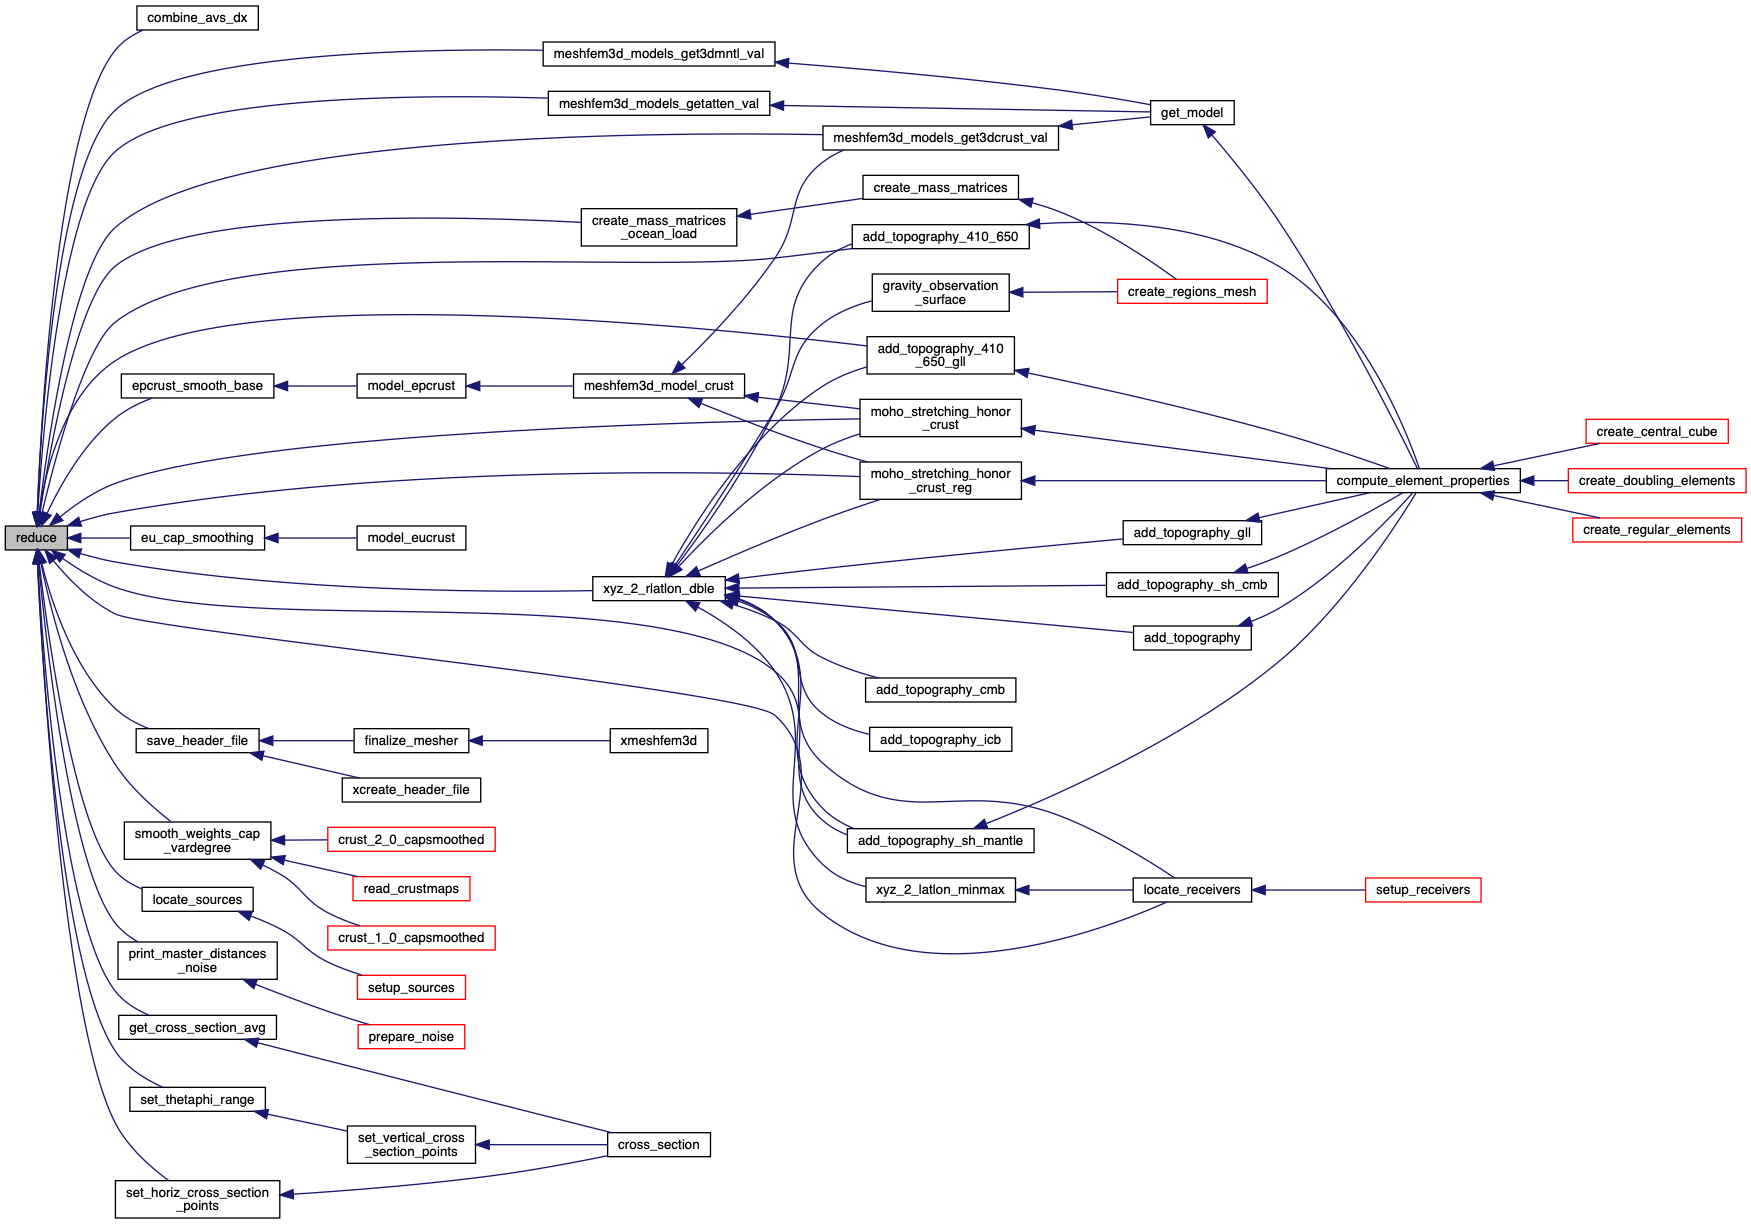 combine_avs_dx
meshfem3d_models_get3dmntl_val
meshfem3d_models_getatten_val
get_model
meshfem3d_models_get3dcrust_val
create_mass_matrices
create_mass_matrices
_ocean_load
add_topography_410_650
gravity_observation
_surface
create_regions_mesh
add_topography_410
_650_gll
epcrust_smooth_base
model_epcrust
meshfem3d_model_crust
moho_stretching_honor
_crust
create_central_cube
moho_stretching_honor
_crust_reg
compute_element_properties
create_doubling_elements
create_regular_elements
reduce
eu_cap_smoothing
model_eucrust
add_topography_gll
xyz_2_rlatlon_dble
add_topography_sh_cmb
add_topography
add_topography_cmb
add_topography_icb
save_header_file
finalize_mesher
xmeshfem3d
xcreate_header_file
smooth_weights_cap
_vardegree
crust_2_0_capsmoothed
add_topography_sh_mantle
read_crustmaps
xyz_2_latlon_minmax
locate_receivers
setup_receivers
locate_sources
crust_1_0_capsmoothed
print_master_distances
_noise
setup_sources
get_cross_section_avg
prepare_noise
set_thetaphi_range
set_vertical_cross
_section_points
cross_section
set_horiz_cross_section
_points